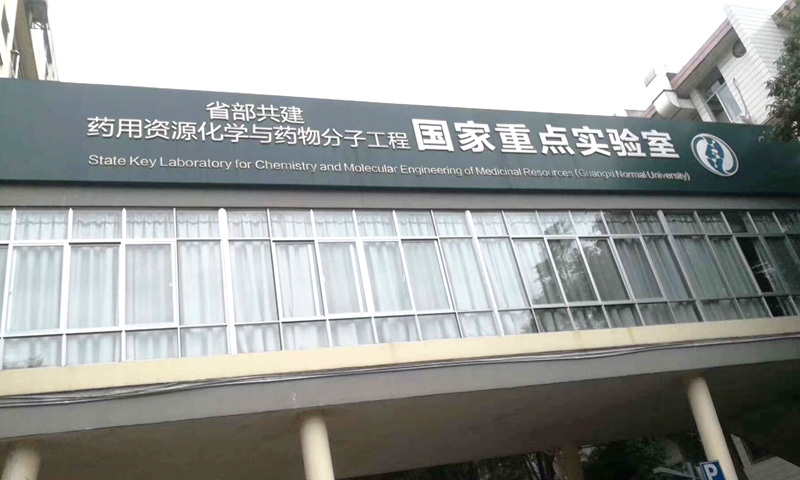 省部共建
药用资源化学与药物分子工程 国家重点实验室
State Key Laboratory for Chemistry and Molecular Engineering of Medicinal Resources (Guangxi Normal University)
P